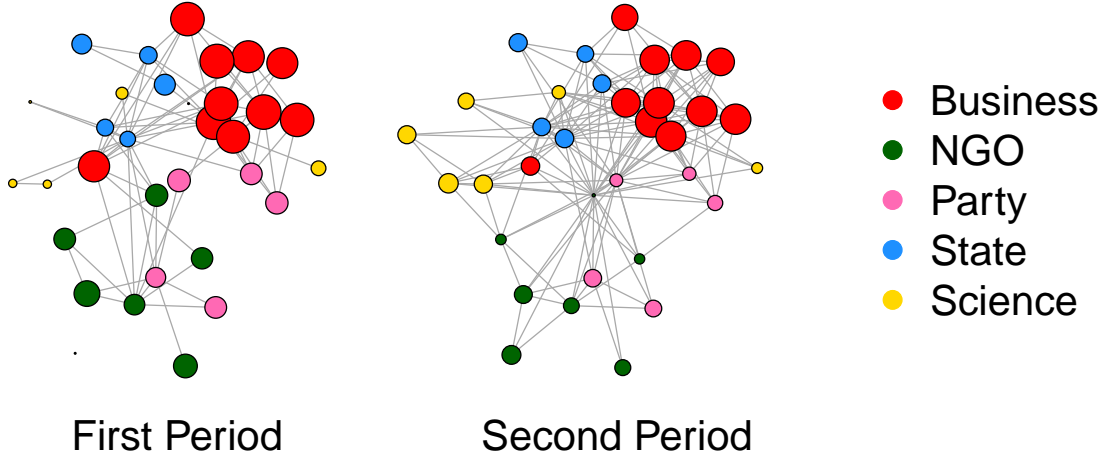 Business
NGO
Party
State
Science
First Period
Second Period